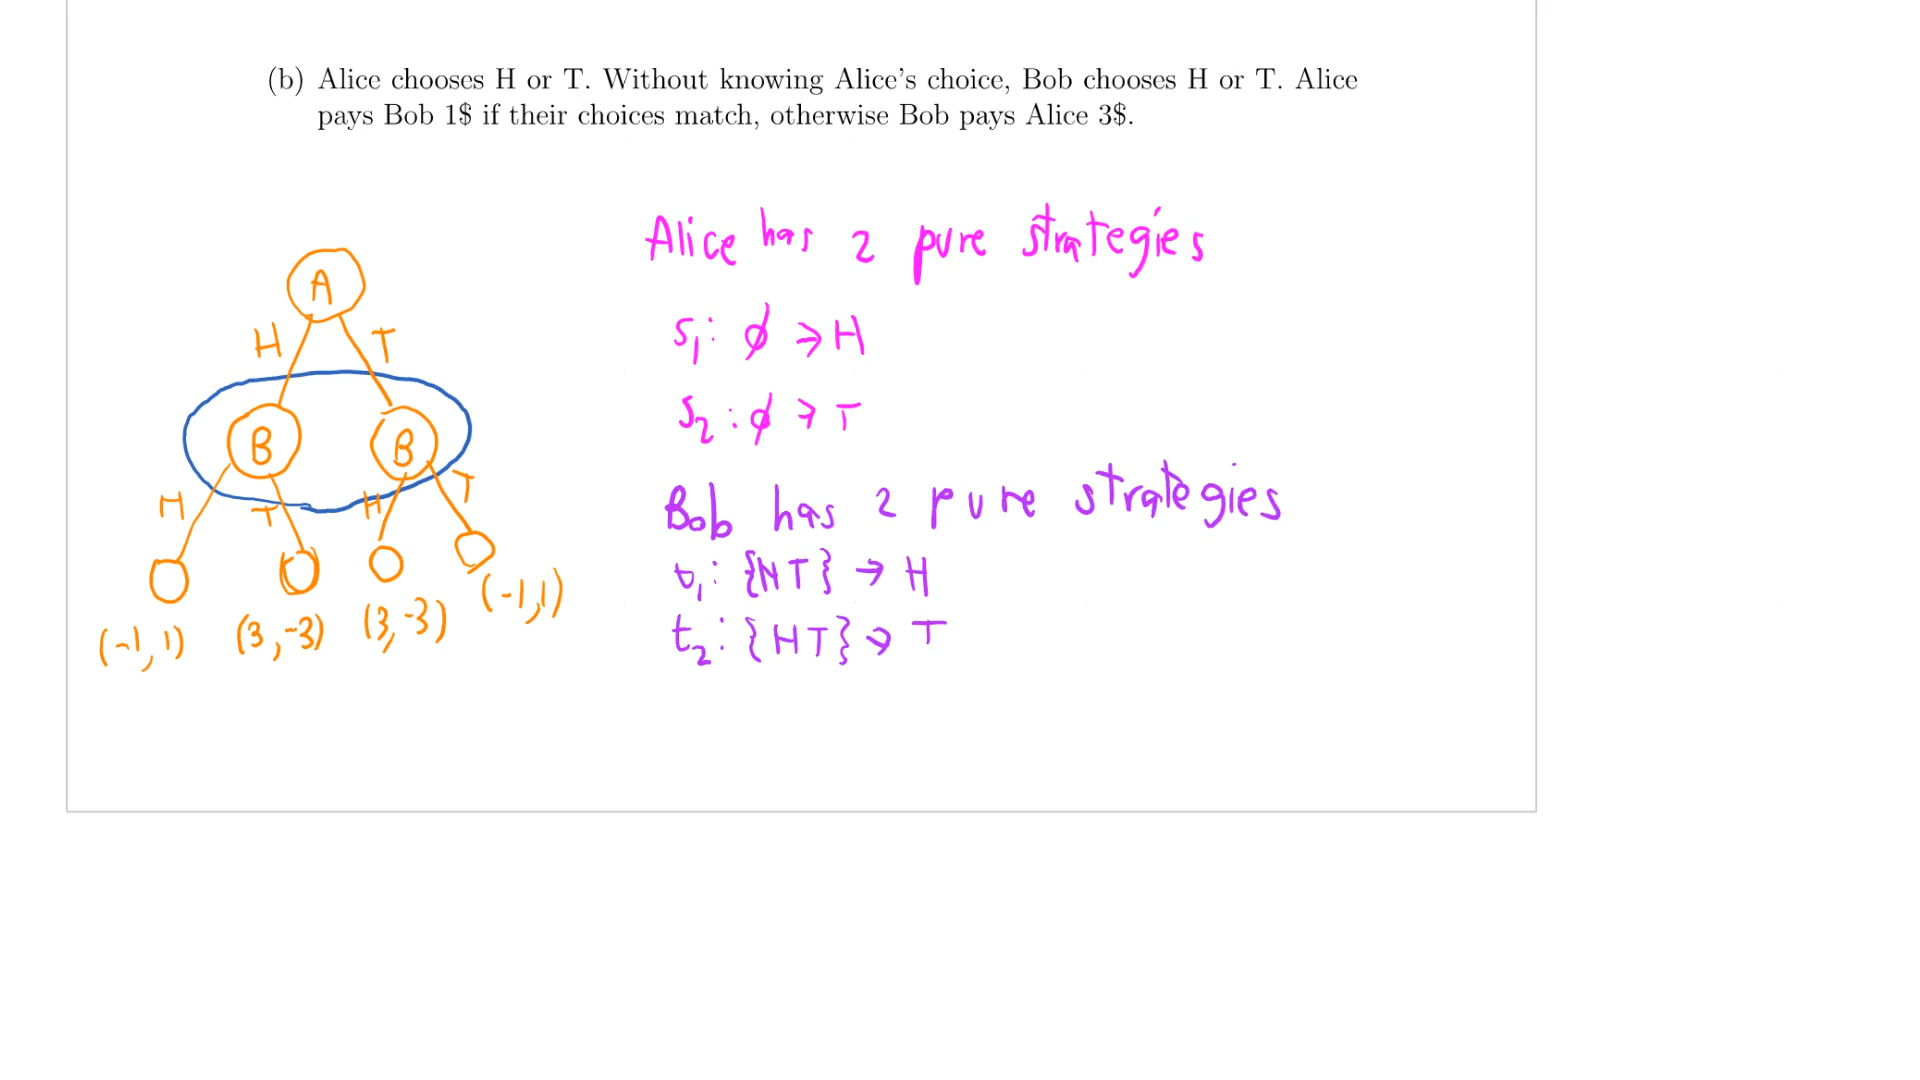 (b) Alice chooses H or T. Without knowing Alice's choice, Bob chooses H or T. Alice
pays Bob 1$ if their choices match, otherwise Bob pays Alice 3$.
Alice has 2 pure strategies
A
H T
S₁: ∅ → H
S₂: ∅ → T
B B
Bob has 2 pure strategies
H T H T
t₁: {H T} → H
(-1,1) (3,-3) (3,-3) (-1,1)
t₂: {H T} → T